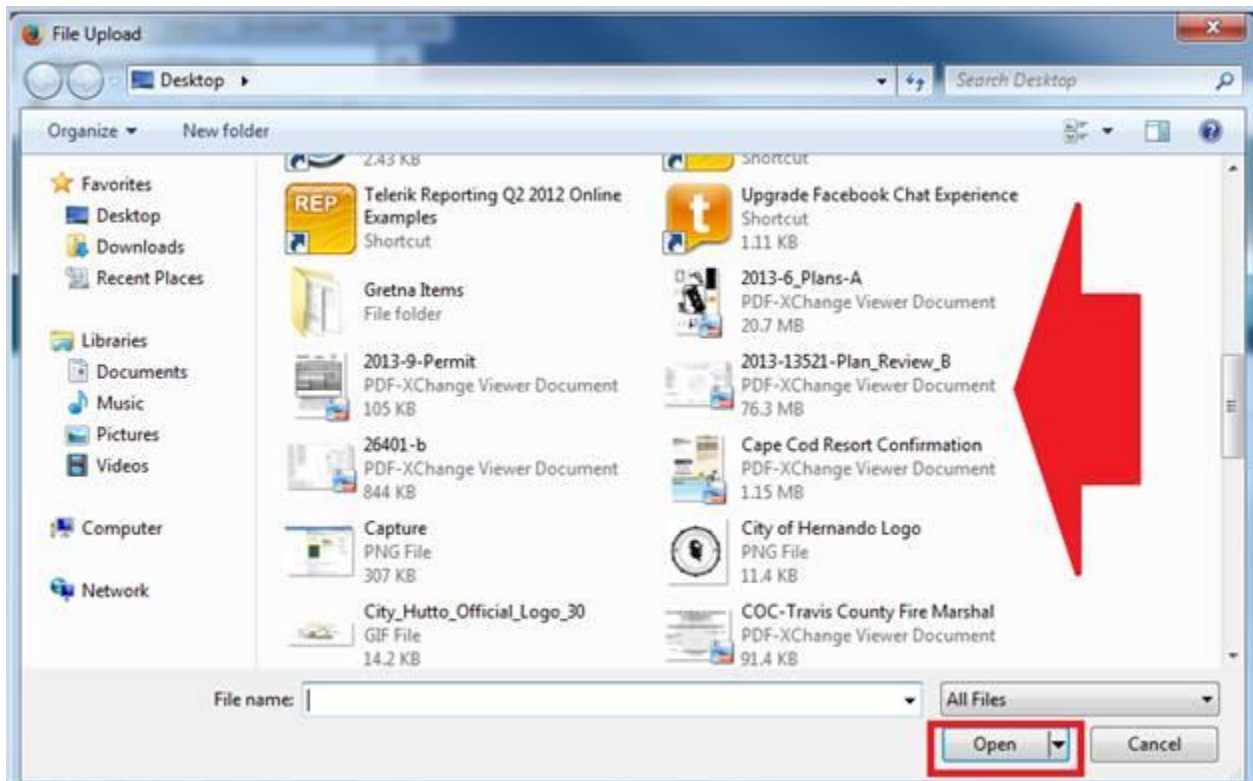 File Upload
Desktop
Search Desktop
Organize
New folder
Favorites
Desktop
Downloads
Recent Places
Libraries
Documents
Music
Pictures
Videos
Computer
Network
2.43 KB
Shortcut
REP
Telerik Reporting Q2 2012 Online
Examples
Shortcut
t
Upgrade Facebook Chat Experience
Shortcut
1.11 KB
Gretna Items
File folder
2013-6_Plans-A
PDF-XChange Viewer Document
20.7 MB
2013-9-Permit
PDF-XChange Viewer Document
105 KB
2013-13521-Plan_Review_B
PDF-XChange Viewer Document
76.3 MB
26401-b
PDF-XChange Viewer Document
844 KB
Cape Cod Resort Confirmation
PDF-XChange Viewer Document
1.15 MB
Capture
PNG File
307 KB
City of Hernando Logo
PNG File
11.4 KB
City_Hutto_Official_Logo_30
GIF File
14.2 KB
COC-Travis County Fire Marshal
PDF-XChange Viewer Document
91.4 KB
File name:
All Files
Open
Cancel